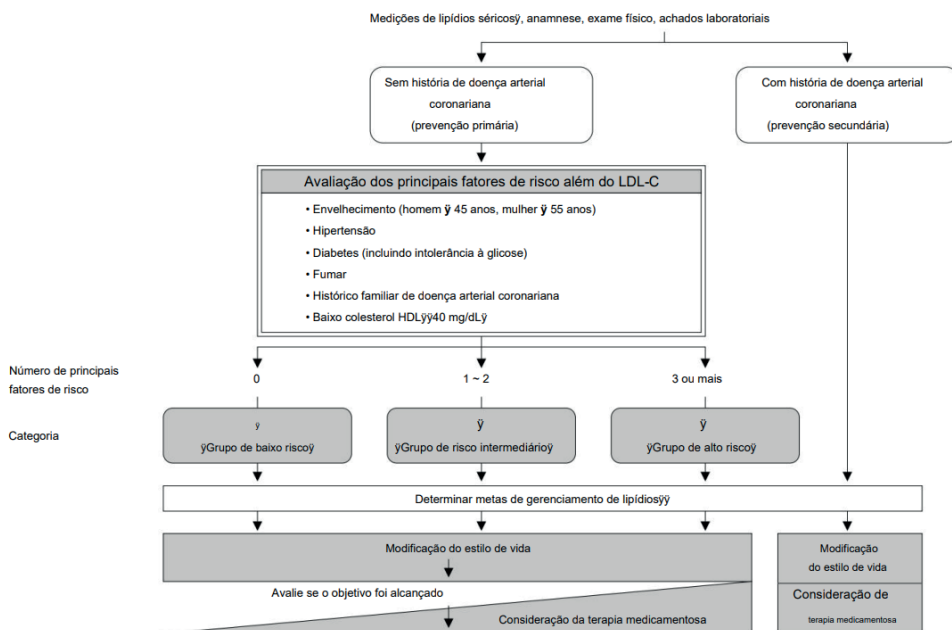 Medições de lipídios séricosÿ, anamnese, exame físico, achados laboratoriais
Sem história de doença arterial
coronariana
(prevenção primária)
Com história de doença arterial
coronariana
(prevenção secundária)
Avaliação dos principais fatores de risco além do LDL-C
• Envelhecimento (homem ÿ 45 anos, mulher ÿ 55 anos)
• Hipertensão
• Diabetes (incluindo intolerância à glicose)
• Fumar
• Histórico familiar de doença arterial coronariana
• Baixo colesterol HDLÿÿ40 mg/dLÿ
Número de principais
fatores de risco
0
1 ~ 2
3 ou mais
Categoria
ÿ
ÿGrupo de baixo riscoÿ
ÿ
ÿGrupo de risco intermediárioÿ
ÿ
ÿGrupo de alto riscoÿ
Determinar metas de gerenciamento de lipídiosÿÿ
Modificação do estilo de vida
Avalie se o objetivo foi alcançado
Consideração da terapia medicamentosa
Modificação
do estilo de vida
Consideração de
terapia medicamentosa